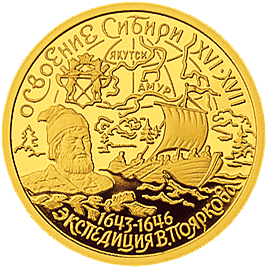 ОСВОЕНИЕ СИБИРИ XVI-XVII
ЯКУТСК
АМУР
1643-1646
ЭКСПЕДИЦИЯ В.ПОЯРКОВА